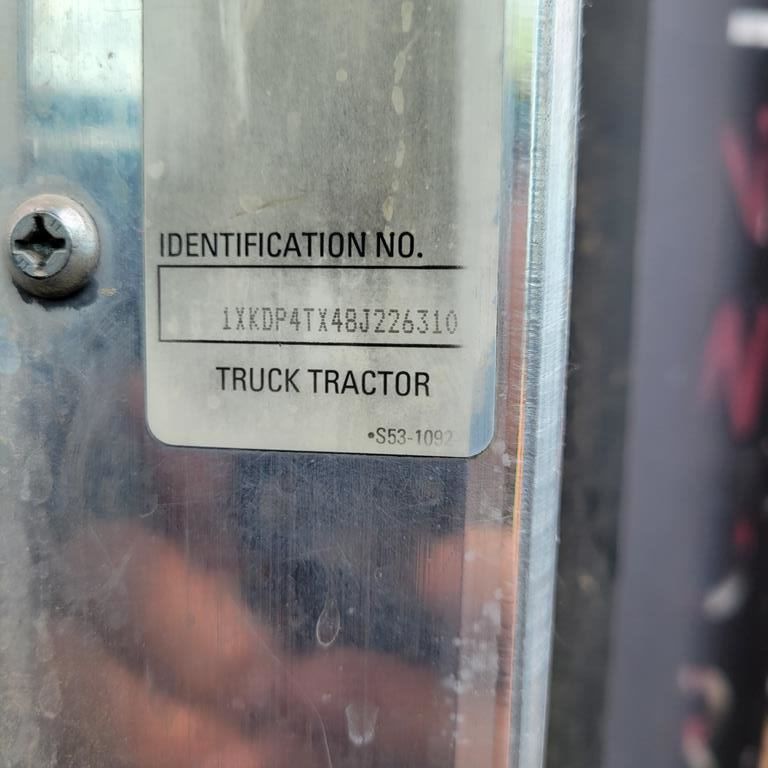 IDENTIFICATION NO.
1XKDP4TX48J226310
TRUCK TRACTOR
•S53-1092